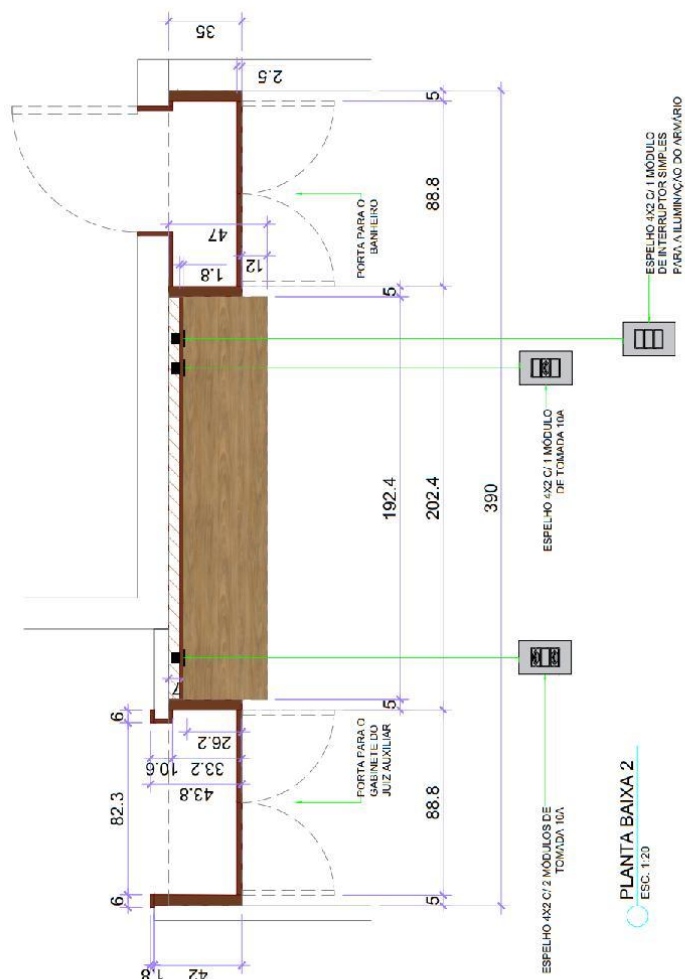 35
2.5
5
88.8
5
47
1.8
12
PORTA PARA O
BANHEIRO
ESPELHO 4X2 C/ 1 MÓDULO
DE INTERRUPTOR SIMPLES
PARA A ILUMINAÇÃO DO ARMÁRIO
ESPELHO 4X2 C/ 1 MÓDULO
DE TOMADA 10A
192.4
202.4
390
7
6
82.3
6
10.6
33.2
43.8
26.2
5
88.8
5
PORTA PARA O
GABINETE DO
JUIZ AUXILIAR
ESPELHO 4X2 C/ 2 MÓDULOS DE
TOMADA 10A
42
1.8
PLANTA BAIXA 2
ESC. 1:20